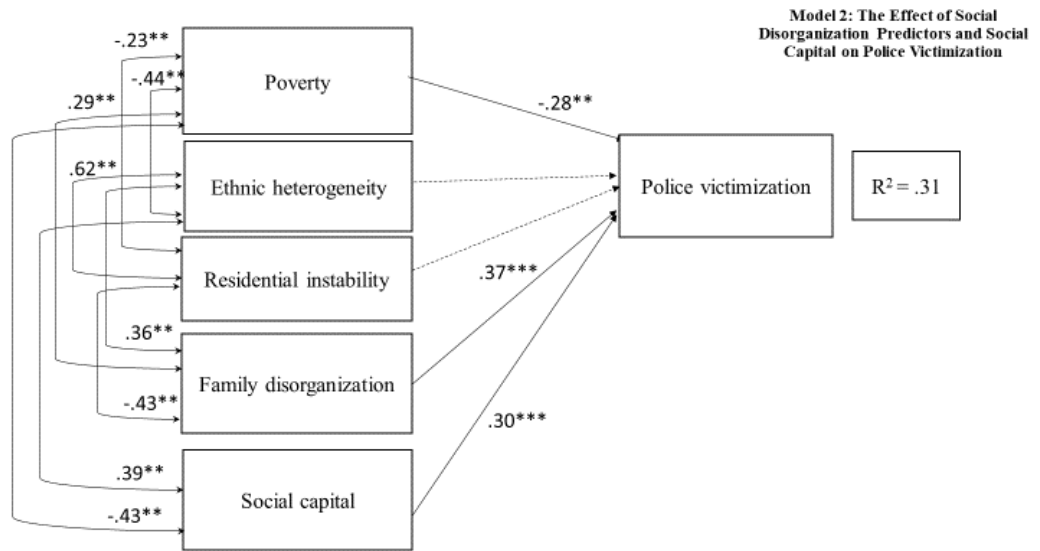 Model 2: The Effect of Social
Disorganization Predictors and Social
Capital on Police Victimization
-.23**
-.44**
.29**
Poverty
-.28**
.62**
Ethnic heterogeneity
Police victimization
R² = .31
Residential instability
.37***
.36**
Family disorganization
-.43**
.30***
.39**
Social capital
-.43**